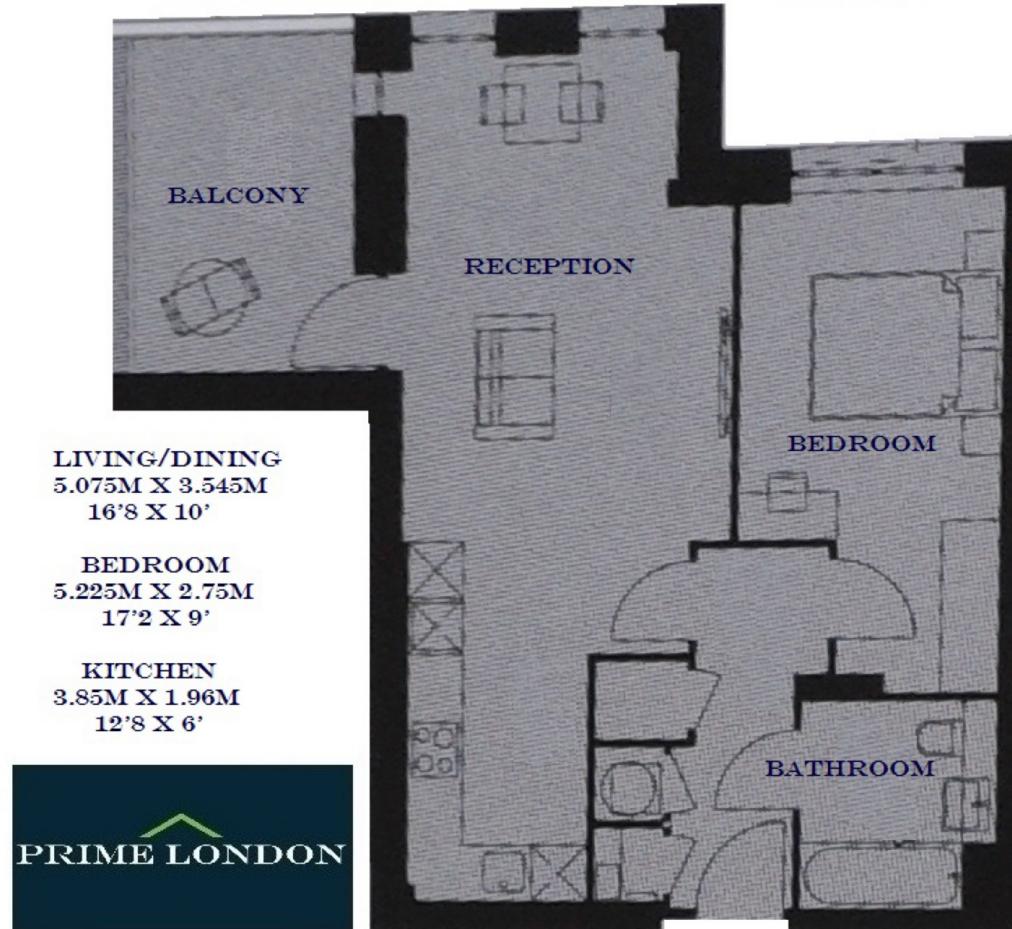 BALCONY
RECEPTION
BEDROOM
BATHROOM
LIVING/DINING
5.075M X 3.545M
16'8 X 10'
BEDROOM
5.225M X 2.75M
17'2 X 9'
KITCHEN
3.85M X 1.96M
12'8 X 6'
PRIME LONDON